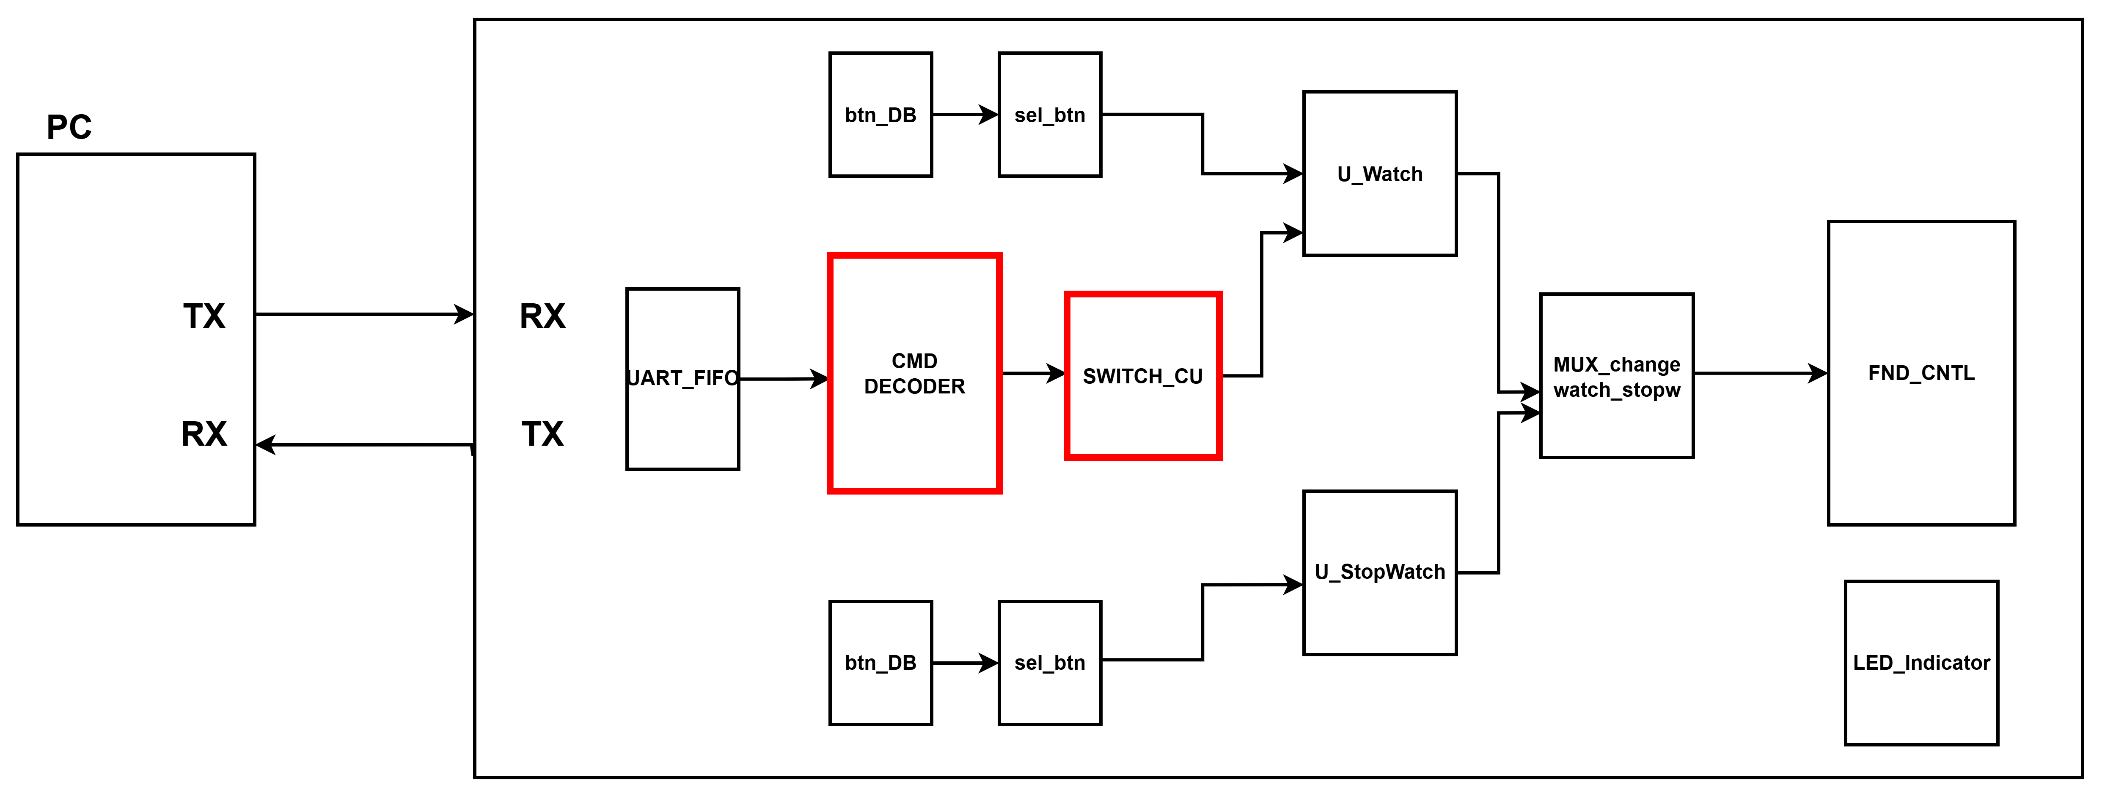 PC
TX
RX
RX
TX
UART_FIFO
btn_DB
sel_btn
CMD
DECODER
SWITCH_CU
btn_DB
sel_btn
U_Watch
U_StopWatch
MUX_change
watch_stopw
FND_CNTL
LED_Indicator